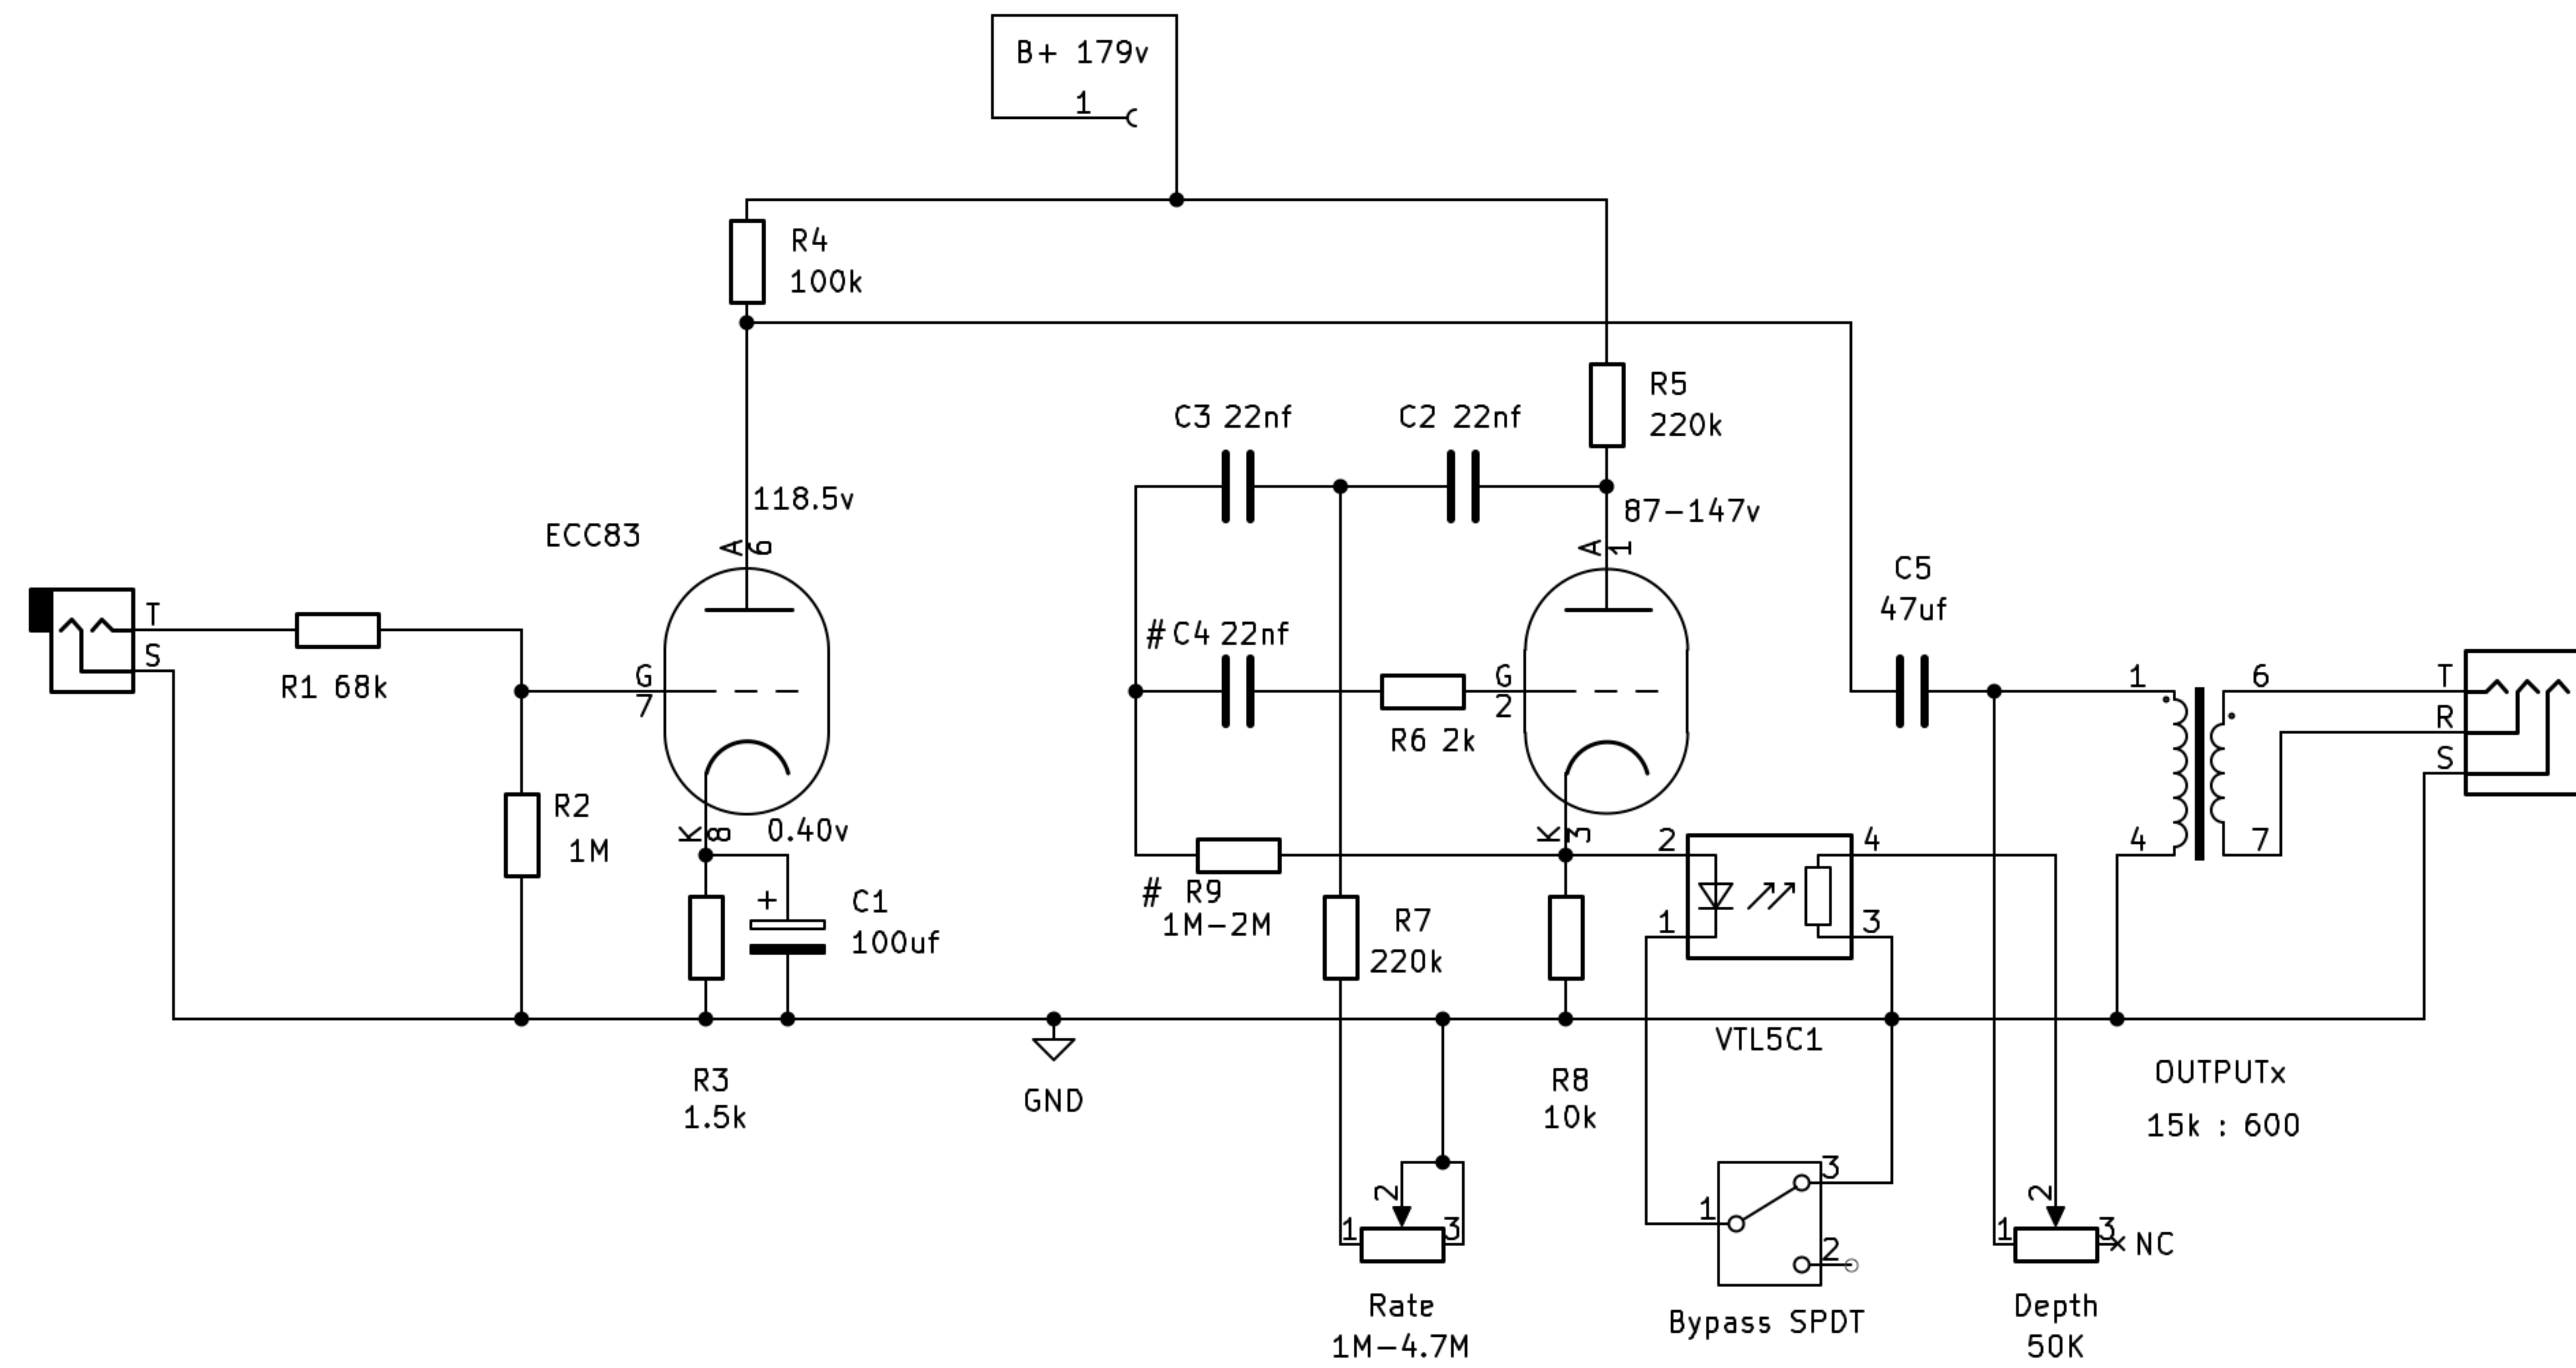 B+ 179v
1
R4
100k
R5
220k
C3 22nf
C2 22nf
118.5v
87-147v
ECC83
A
6
A
1
C5
47uf
T
S
R1 68k
G
7
# C4 22nf
R6 2k
G
2
1
6
T
R
S
4
7
R2
1M
K
8
0.40v
C1
100uf
+
# R9
1M-2M
R7
220k
K
3
2
1
4
3
VTL5C1
R3
1.5k
GND
R8
10k
OUTPUTx
15k : 600
2
1
3
Rate
1M-4.7M
1
3
2
Bypass SPDT
2
1
3
NC
Depth
50K